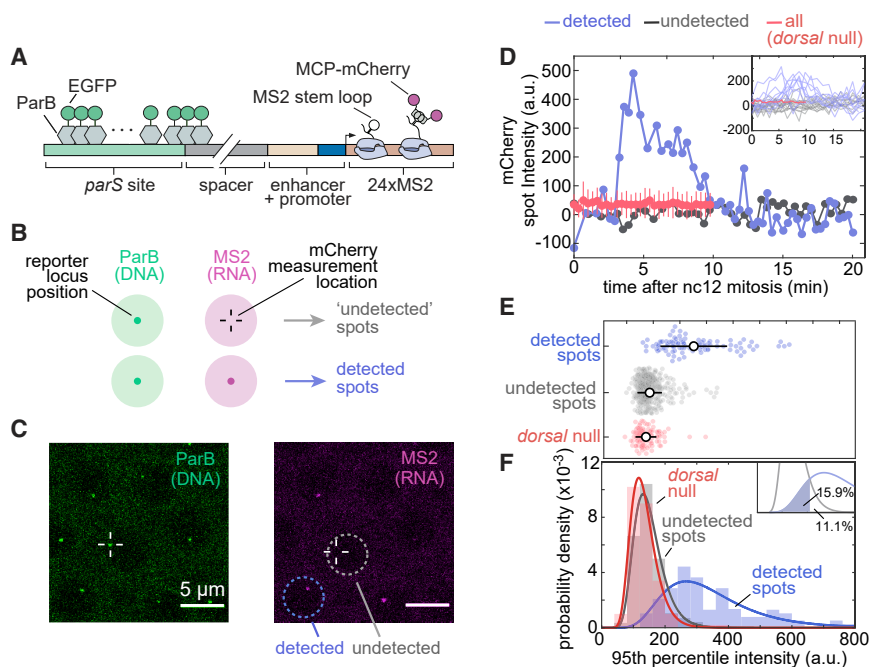 detected undetected all
(dorsal null)
A
EGFP
ParB
MCP-mCherry
MS2 stem loop
parS site
spacer
enhancer
+ promoter
24xMS2
B
ParB
(DNA)
MS2
(RNA)
reporter
locus
position
mCherry
measurement
location
'undetected'
spots
detected
spots
C
ParB
(DNA)
5 µm
MS2
(RNA)
detected
undetected
D
mCherry
spot Intensity (a.u.)
500
400
300
200
100
0
-100
0 5 10 15 20
time after nc12 mitosis (min)
200
0
-200
0 10 20
E
detected
spots
undetected
spots
dorsal null
F
probability density (x10⁻³)
12
8
4
0
0 200 400 600 800
95th percentile intensity (a.u.)
dorsal
null
undetected
spots
detected
spots
15.9%
11.1%